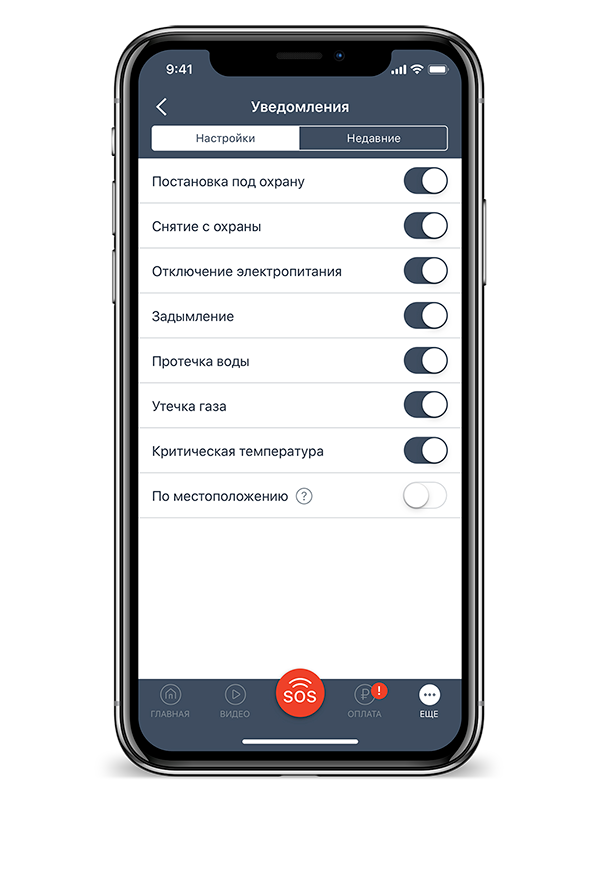 9:41
Уведомления
Настройки
Недавние
Постановка под охрану
Снятие с охраны
Отключение электропитания
Задымление
Протечка воды
Утечка газа
Критическая температура
По местоположению ?
SOS
₽ !
ГЛАВНАЯ ВИДЕО ОПЛАТА ЕЩЕ